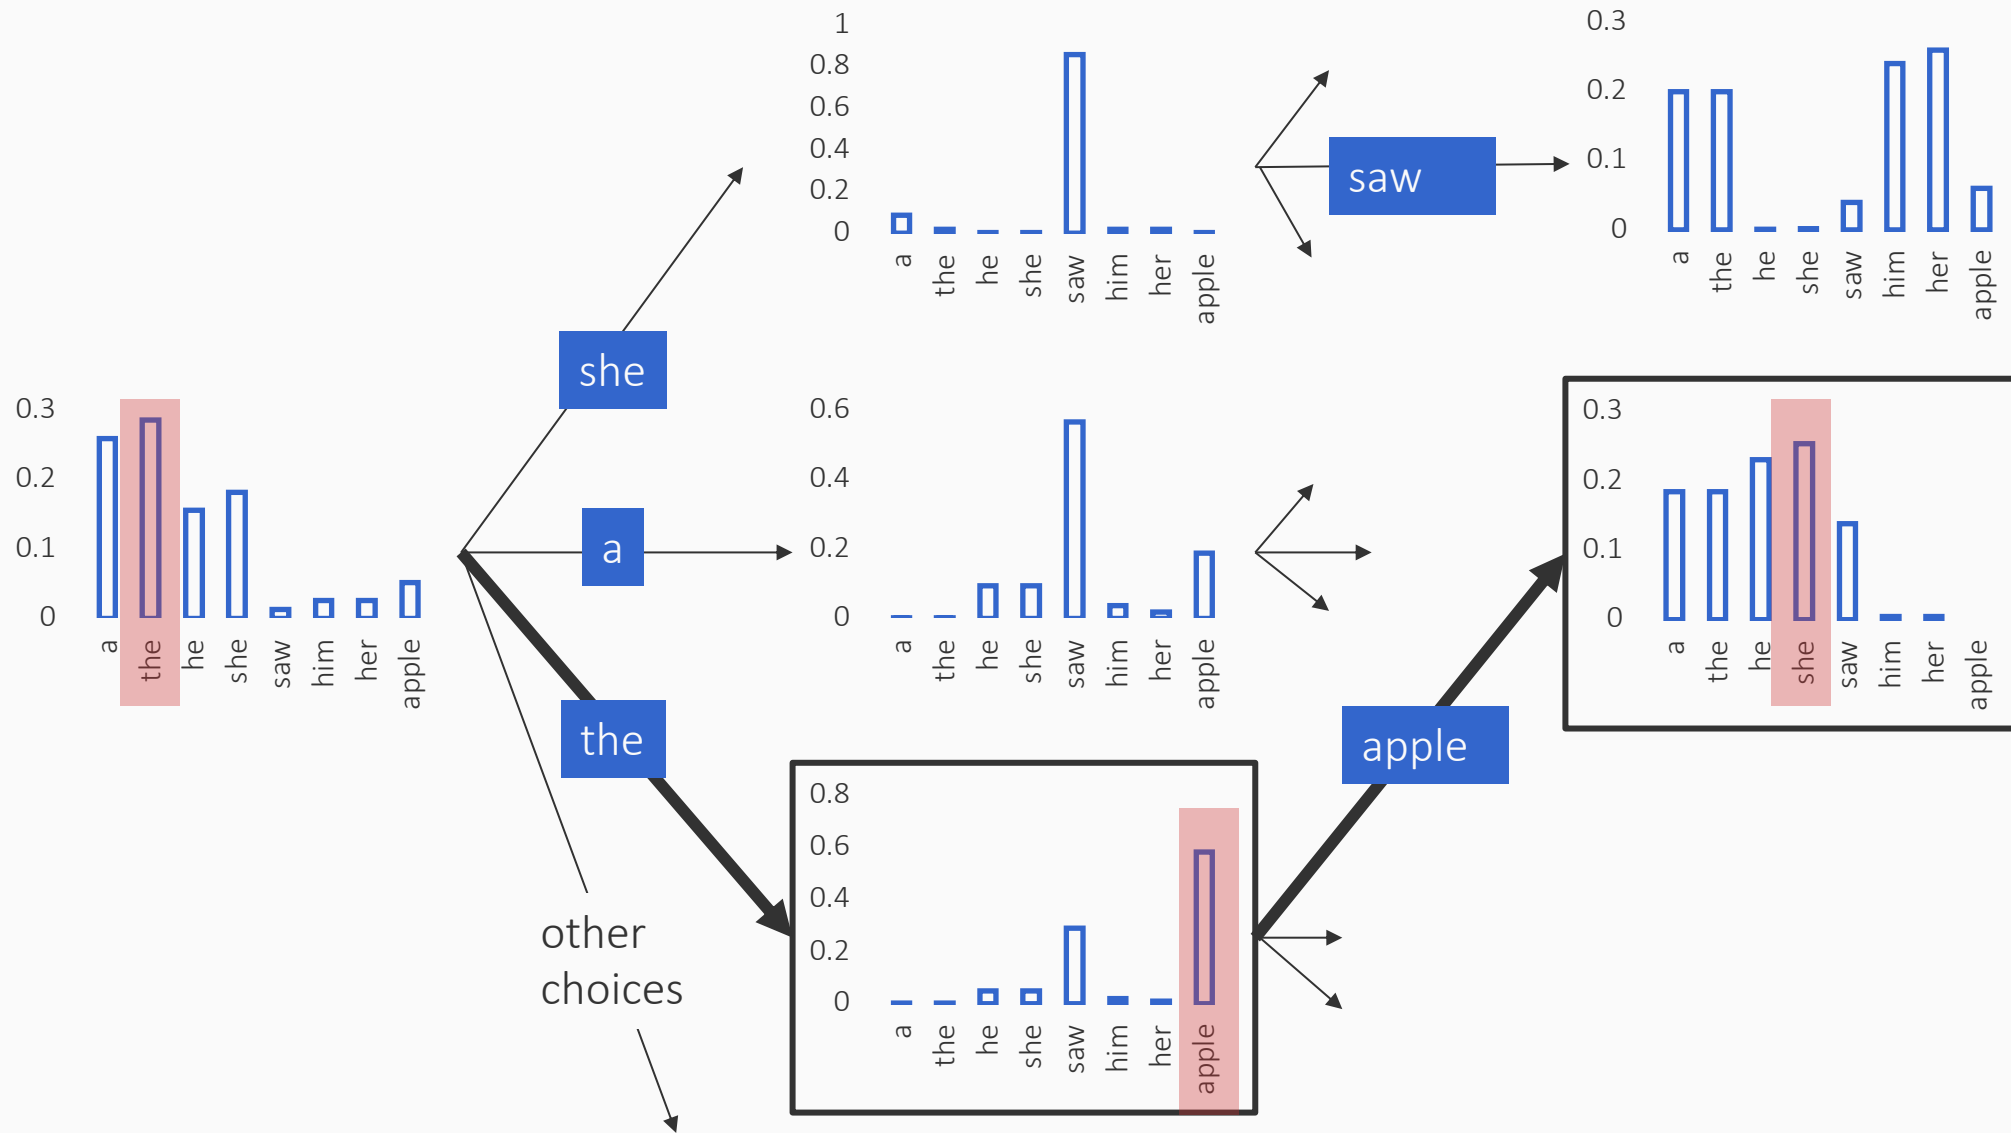 1
0.8
0.6
0.4
0.2
0
a
the
he
she
saw
him
her
apple
saw
0.3
0.2
0.1
0
a
the
he
she
saw
him
her
apple
she
0.3
0.2
0.1
0
a
the
he
she
saw
him
her
apple
a
0.6
0.4
0.2
0
a
the
he
she
saw
him
her
apple
0.3
0.2
0.1
0
a
the
he
she
saw
him
her
apple
the
apple
0.8
0.6
0.4
0.2
0
a
the
he
she
saw
him
her
apple
other
choices